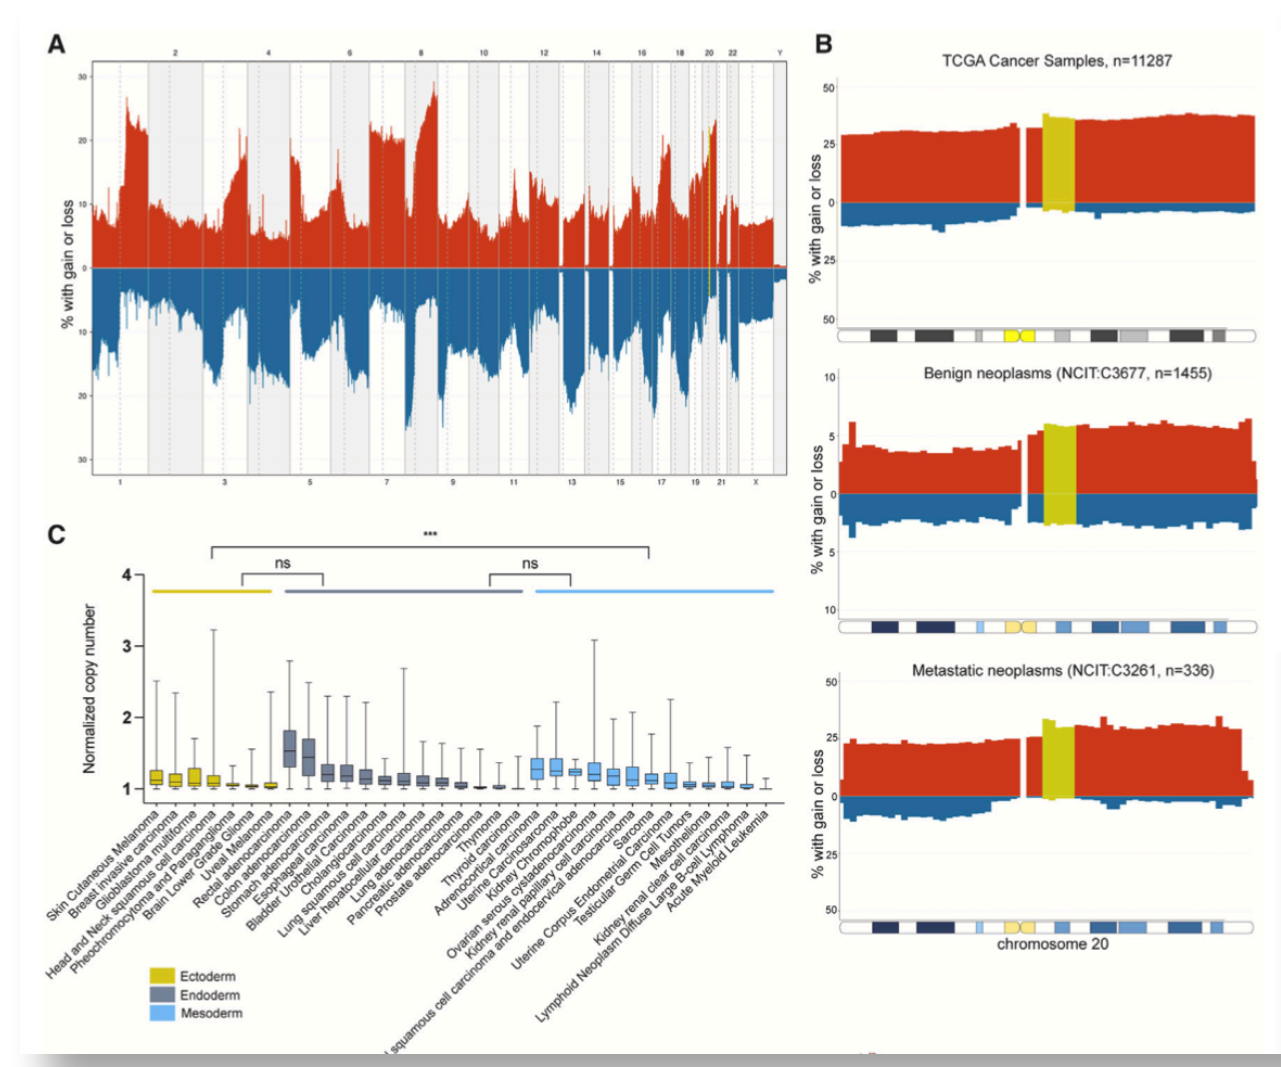 A
2 4 6 8 10 12 14 16 18 20 22 Y
30
20
10
0
10
20
30
% with gain or loss
1 3 5 7 9 11 13 15 17 19 21 X
B
TCGA Cancer Samples, n=11287
50
25
0
25
50
% with gain or loss
Benign neoplasms (NCIT:C3677, n=1455)
10
5
0
5
10
% with gain or loss
Metastatic neoplasms (NCIT:C3261, n=336)
50
25
0
25
50
% with gain or loss
chromosome 20
C
***
ns
ns
4
3
2
1
Normalized copy number
Skin Cutaneous Melanoma
Breast invasive carcinoma
Glioblastoma multiforme
Head and Neck squamous cell carcinoma
Pheochromocytoma and Paraganglioma
Brain Lower Grade Glioma
Uveal Melanoma
Rectal adenocarcinoma
Colon adenocarcinoma
Stomach adenocarcinoma
Esophageal carcinoma
Bladder Urothelial Carcinoma
Cholangiocarcinoma
Lung squamous cell carcinoma
Liver hepatocellular carcinoma
Lung adenocarcinoma
Pancreatic adenocarcinoma
Prostate adenocarcinoma
Thymoma
Thyroid carcinoma
Adrenocortical carcinoma
Uterine Carcinosarcoma
Kidney Chromophobe
Ovarian serous cystadenocarcinoma
Kidney renal papillary cell carcinoma
squamous cell carcinoma and endocervical adenocarcinoma
Sarcoma
Uterine Corpus Endometrial Carcinoma
Testicular Germ Cell Tumors
Mesothelioma
Kidney renal clear cell carcinoma
Lymphoid Neoplasm Diffuse Large B-cell Lymphoma
Acute Myeloid Leukemia
Ectoderm
Endoderm
Mesoderm